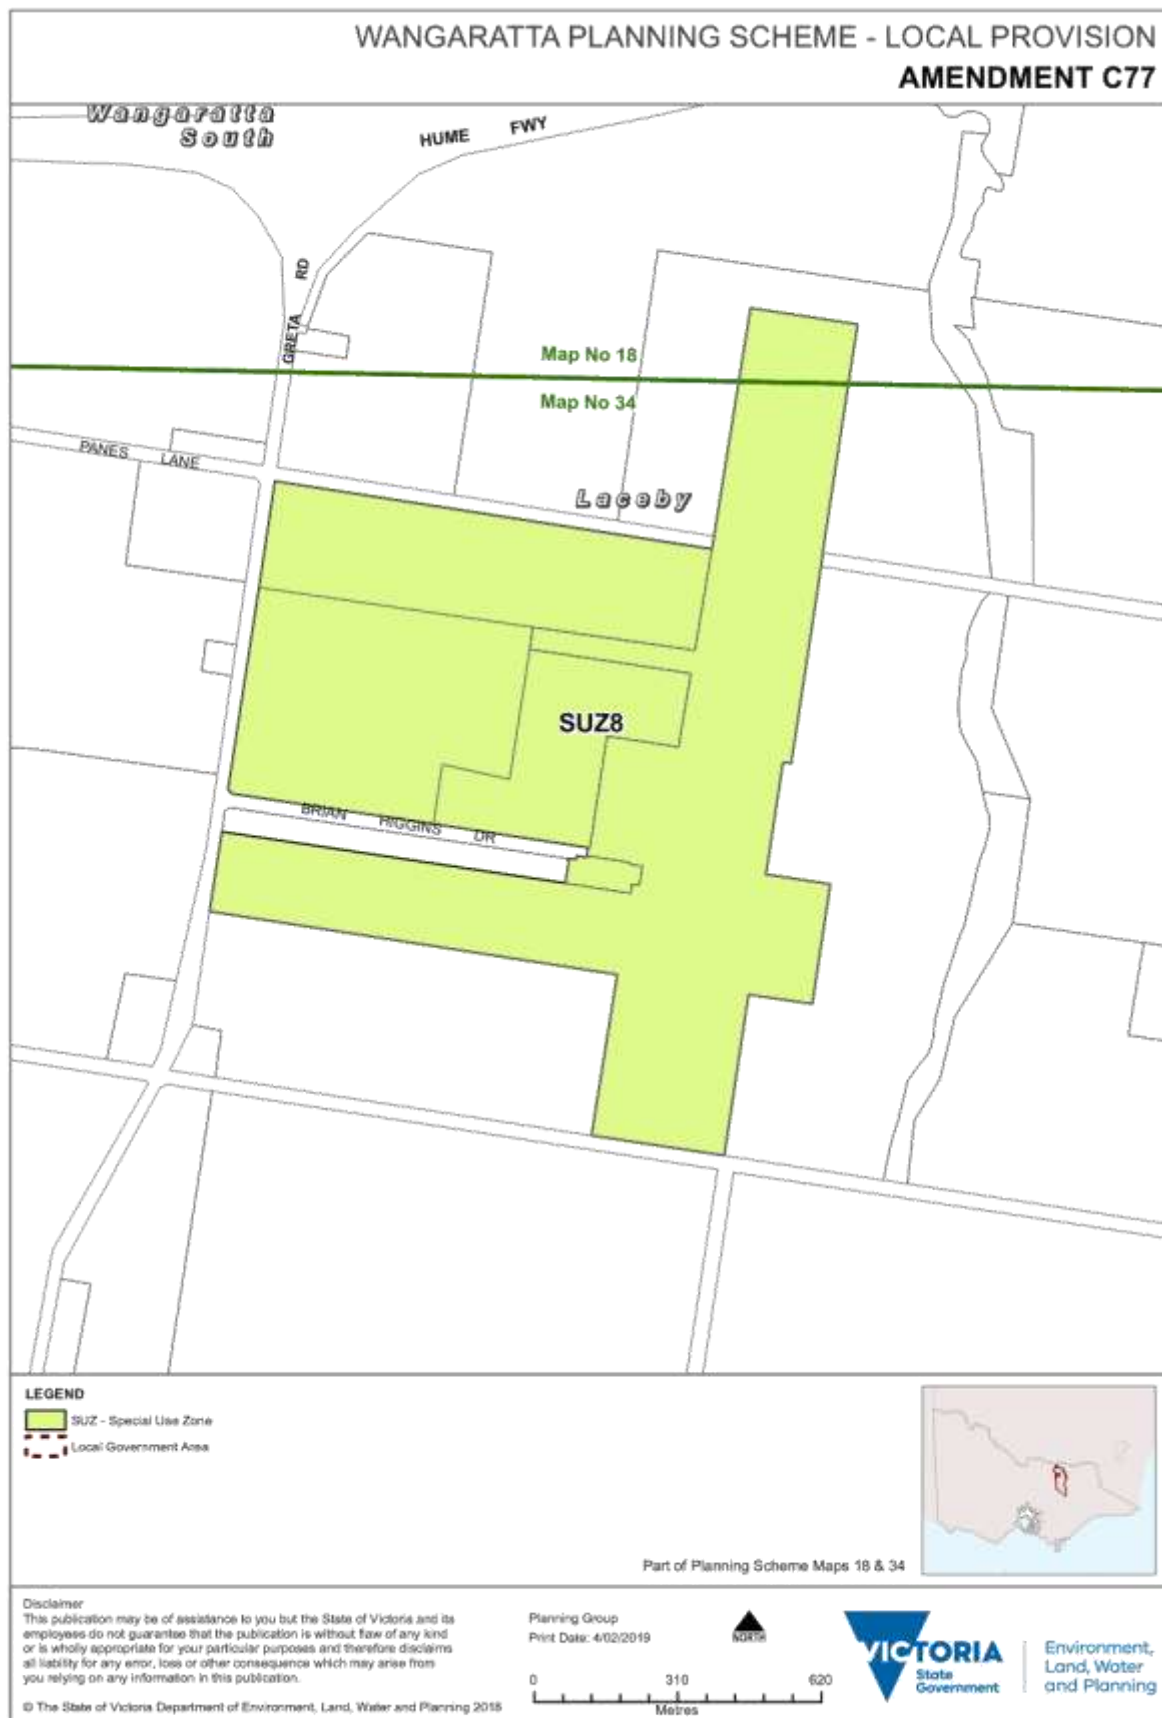 WANGARATTA PLANNING SCHEME - LOCAL PROVISION
AMENDMENT C77
Wangaratta
South
HUME FWY
GRETA RD
Map No 18
Map No 34
PANES LANE
Laceby
SUZ8
BRIAN HIGGINS DR
LEGEND
SUZ - Special Use Zone
Local Government Area
Part of Planning Scheme Maps 18 & 34
Disclaimer
This publication may be of assistance to you but the State of Victoria and its
employees do not guarantee that the publication is without flaw of any kind
or is wholly appropriate for your particular purposes and therefore disclaims
all liability for any error, loss or other consequence which may arise from
you relying on any information in this publication.
© The State of Victoria Department of Environment, Land, Water and Planning 2018
Planning Group
Print Date: 4/02/2019
NORTH
0 310 620
Metres
VICTORIA
State
Government
Environment,
Land, Water
and Planning